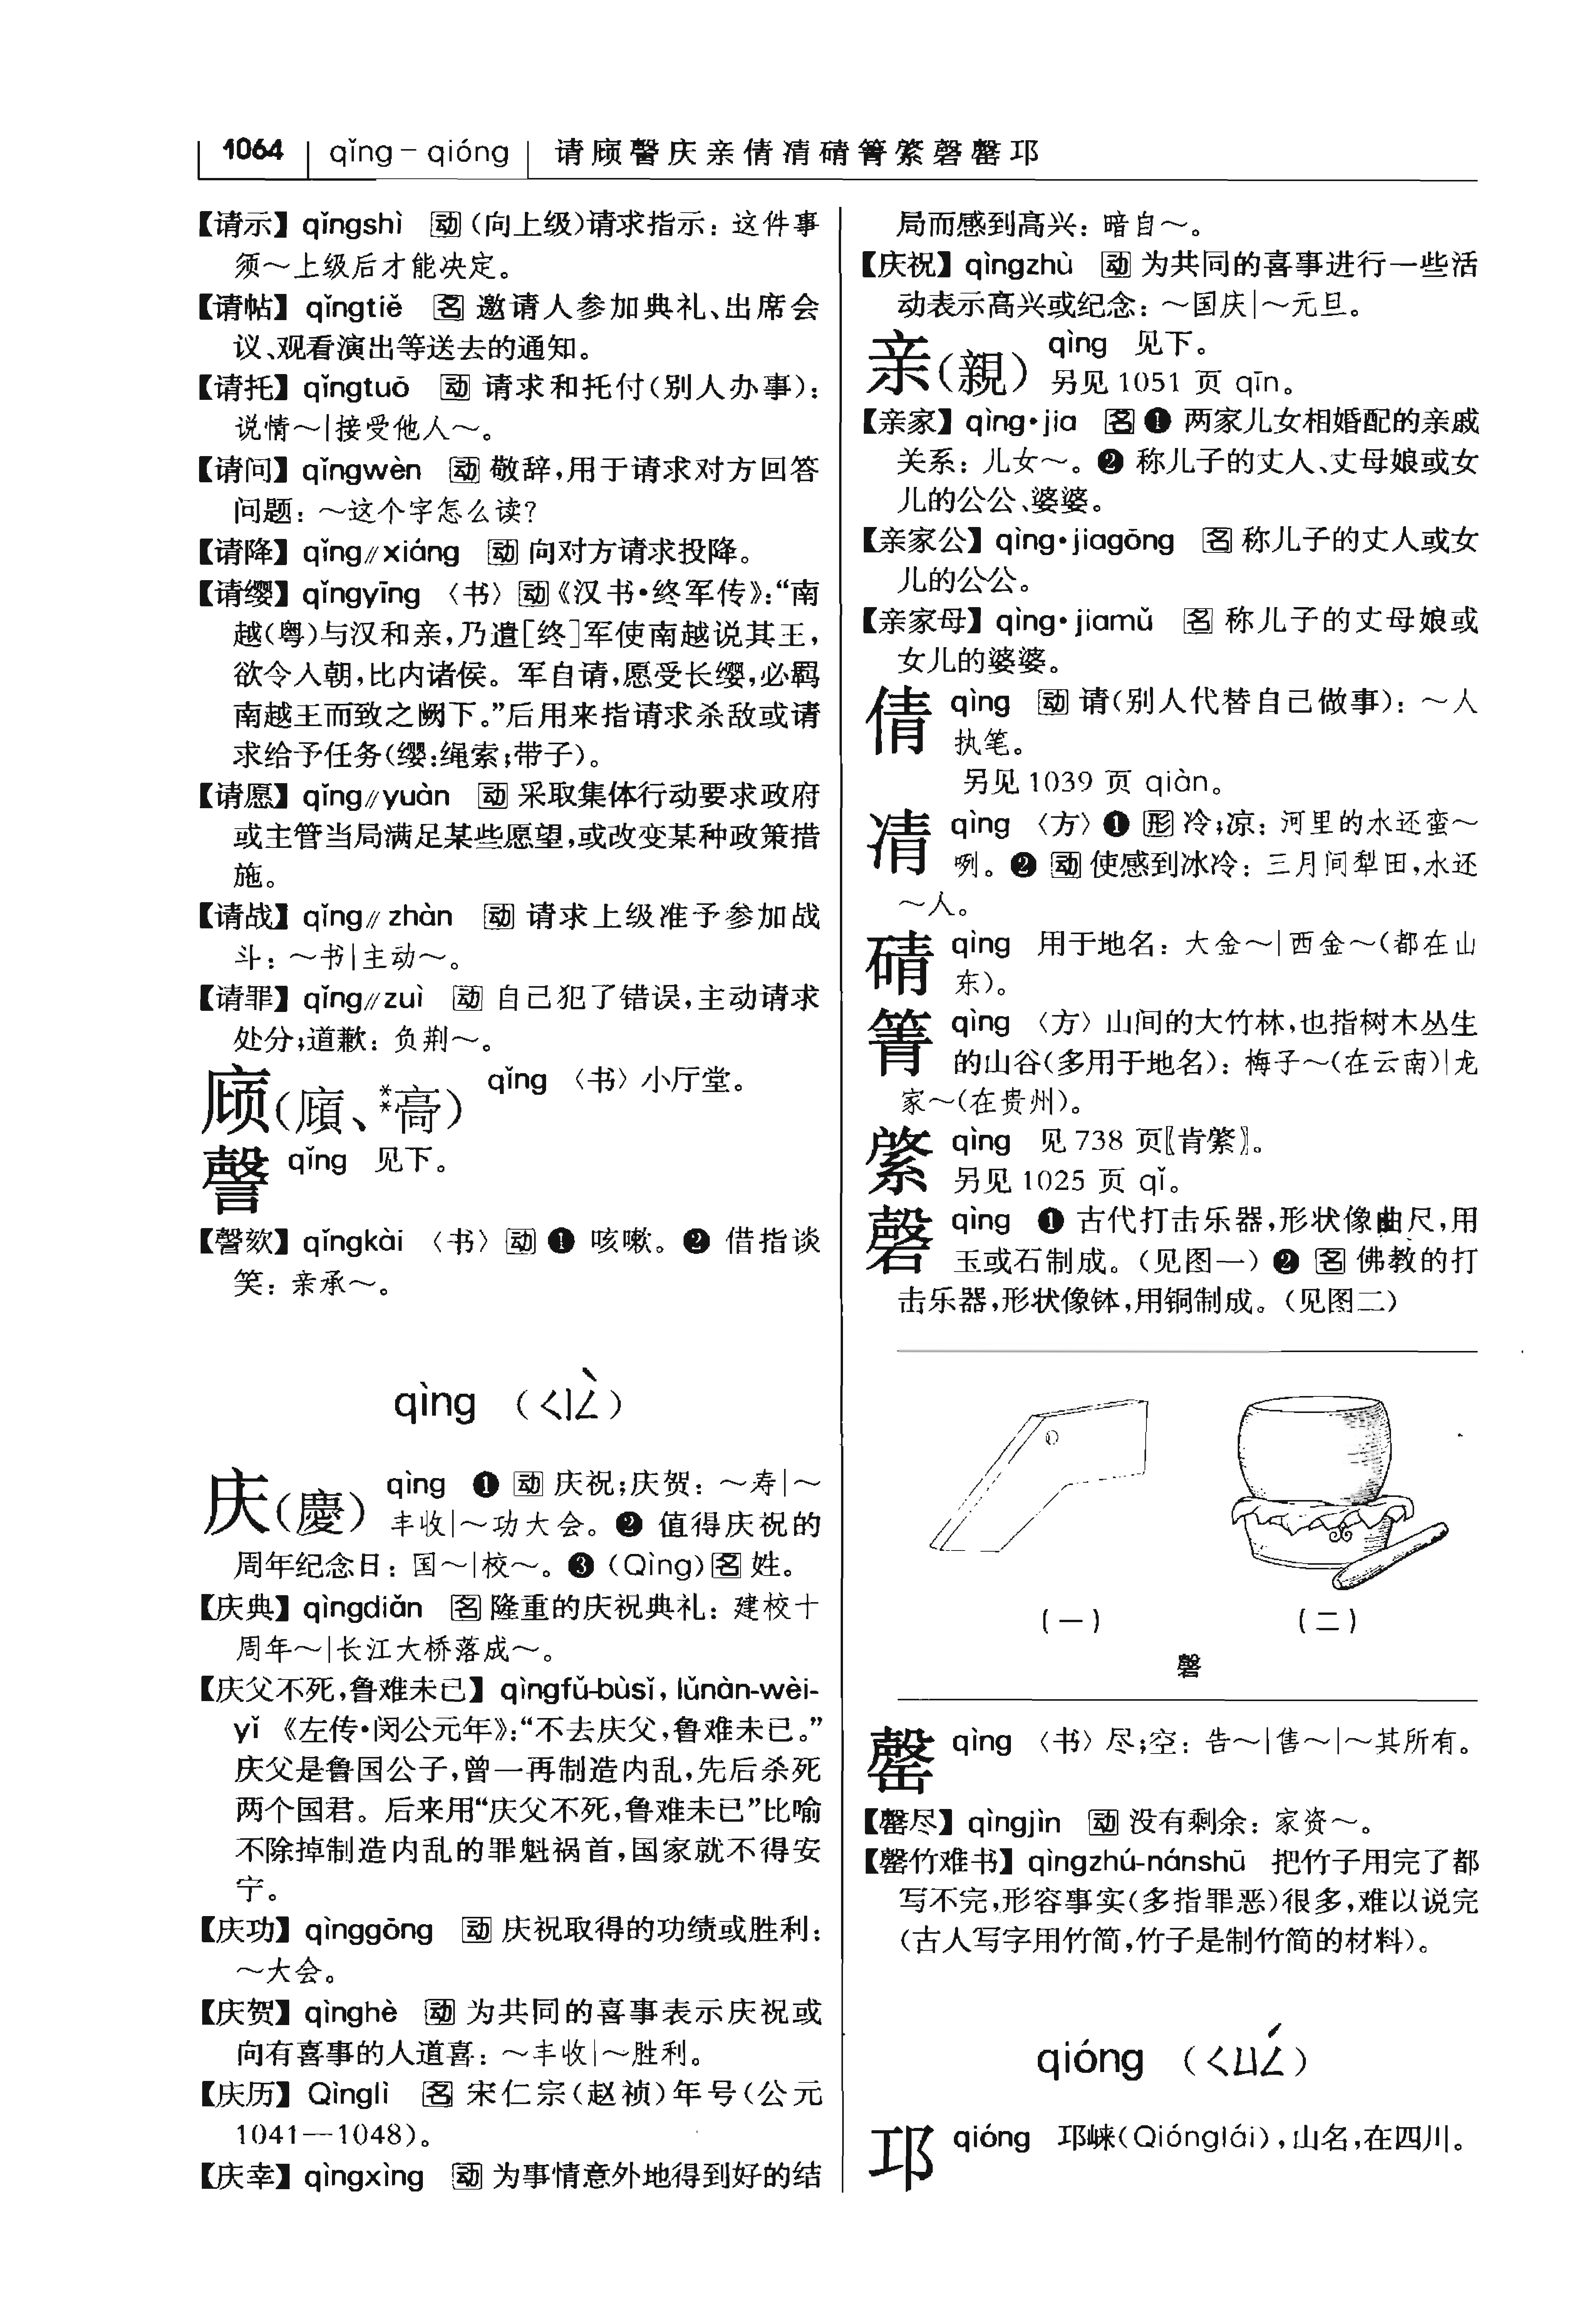 1064 qǐng－qióng 请庼謦庆亲倩凊碃箐綮磬罄邛
【请示】qǐngshì 动(向上级)请求指示：这件事
须～上级后才能决定。
【请帖】qǐngtiě 名 邀请人参加典礼、出席会
议、观看演出等送去的通知。
【请托】qǐngtuō 动 请求和托付(别人办事)：
说情～|接受他人～。
【请问】qǐngwèn 动 敬辞,用于请求对方回答
问题：～这个字怎么读?
【请降】qǐng∥xiáng 动 向对方请求投降。
【请缨】qǐngyīng 〈书〉动《汉书·终军传》：“南
越(粤)与汉和亲,乃遣[终]军使南越说其王,
欲令入朝,比内诸侯。军自请,愿受长缨,必羁
南越王而致之阙下。”后用来指请求杀敌或请
求给予任务(缨:绳索;带子)。
【请愿】qǐng∥yuàn 动 采取集体行动要求政府
或主管当局满足某些愿望,或改变某种政策措
施。
【请战】qǐng∥zhàn 动 请求上级准予参加战
斗：～书|主动～。
【请罪】qǐng∥zuì 动 自己犯了错误,主动请求
处分;道歉：负荆～。
庼(廎、**高) qǐng 〈书〉小厅堂。
謦 qǐng 见下。
【謦欬】qǐngkài 〈书〉动 ❶ 咳嗽。❷ 借指谈
笑：亲承～。
qìng （ㄑㄧㄥˋ）
庆(慶) qìng ❶ 动 庆祝;庆贺：～寿|～
丰收|～功大会。❷ 值得庆祝的
周年纪念日：国～|校～。❸ (Qìng)名 姓。
【庆典】qìngdiǎn 名 隆重的庆祝典礼：建校十
周年～|长江大桥落成～。
【庆父不死,鲁难未已】qìngfǔ-bùsǐ, lǔnàn-wèi-
yǐ 《左传·闵公元年》：“不去庆父,鲁难未已。”
庆父是鲁国公子,曾一再制造内乱,先后杀死
两个国君。后来用“庆父不死,鲁难未已”比喻
不除掉制造内乱的罪魁祸首,国家就不得安
宁。
【庆功】qìnggōng 动 庆祝取得的功绩或胜利：
～大会。
【庆贺】qìnghè 动 为共同的喜事表示庆祝或
向有喜事的人道喜：～丰收|～胜利。
【庆历】Qìnglì 名 宋仁宗(赵祯)年号(公元
1041—1048)。
【庆幸】qìngxìng 动 为事情意外地得到好的结
局而感到高兴：暗自～。
【庆祝】qìngzhù 动 为共同的喜事进行一些活
动表示高兴或纪念：～国庆|～元旦。
亲(親) qìng 见下。
另见 1051 页 qīn。
【亲家】qìng·jia 名 ❶ 两家儿女相婚配的亲戚
关系：儿女～。❷ 称儿子的丈人、丈母娘或女
儿的公公、婆婆。
【亲家公】qìng·jiagōng 名 称儿子的丈人或女
儿的公公。
【亲家母】qìng·jiamǔ 名 称儿子的丈母娘或
女儿的婆婆。
倩 qìng 动 请(别人代替自己做事)：～人
执笔。
另见 1039 页 qiàn。
凊 qìng 〈方〉❶ 形 冷;凉：河里的水还蛮～
咧。❷ 动 使感到冰冷：三月间犁田,水还
～人。
碃 qìng 用于地名：大金～|西金～(都在山
东)。
箐 qìng 〈方〉山间的大竹林,也指树木丛生
的山谷(多用于地名)：梅子～(在云南)|龙
家～(在贵州)。
綮 qìng 见 738 页〖肯綮〗。
另见 1025 页 qǐ。
磬 qìng ❶ 古代打击乐器,形状像曲尺,用
玉或石制成。（见图一）❷ 名 佛教的打
击乐器,形状像钵,用铜制成。（见图二）
（一） （二）
磬
罄 qìng 〈书〉尽;空：告～|售～|～其所有。
【罄尽】qìngjìn 动 没有剩余：家资～。
【罄竹难书】qìngzhú-nánshū 把竹子用完了都
写不完,形容事实(多指罪恶)很多,难以说完
(古人写字用竹简,竹子是制竹简的材料)。
qióng （ㄑㄩㄥˊ）
邛 qióng 邛崃(Qiónglái),山名,在四川。